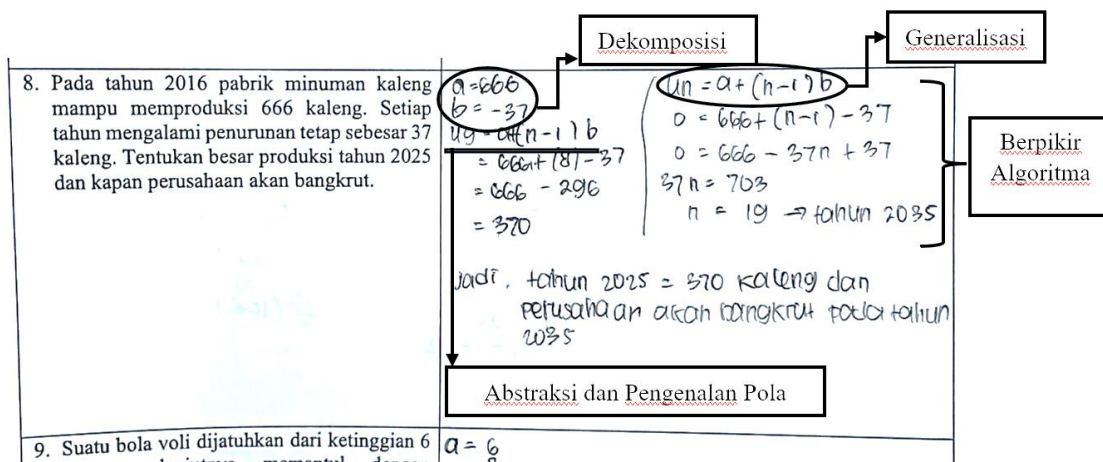 Dekomposisi
Generalisasi
8. Pada tahun 2016 pabrik minuman kaleng
mampu memproduksi 666 kaleng. Setiap
tahun mengalami penurunan tetap sebesar 37
kaleng. Tentukan besar produksi tahun 2025
dan kapan perusahaan akan bangkrut.
a=666
b = -37
u9 = a+(n-1) b
= 666+ (8) -37
= 666 - 296
= 370
Un = a + (n-1) b
0 = 666+(n-1) -37
0 = 666 - 37n + 37
37n = 703
n = 19 → tahun 2035
Berpikir
Algoritma
Jadi, tahun 2025 = 370 kaleng dan
perusahaan akan bangkrut pada tahun
2035
Abstraksi dan Pengenalan Pola
9. Suatu bola voli dijatuhkan dari ketinggian 6
a = 6